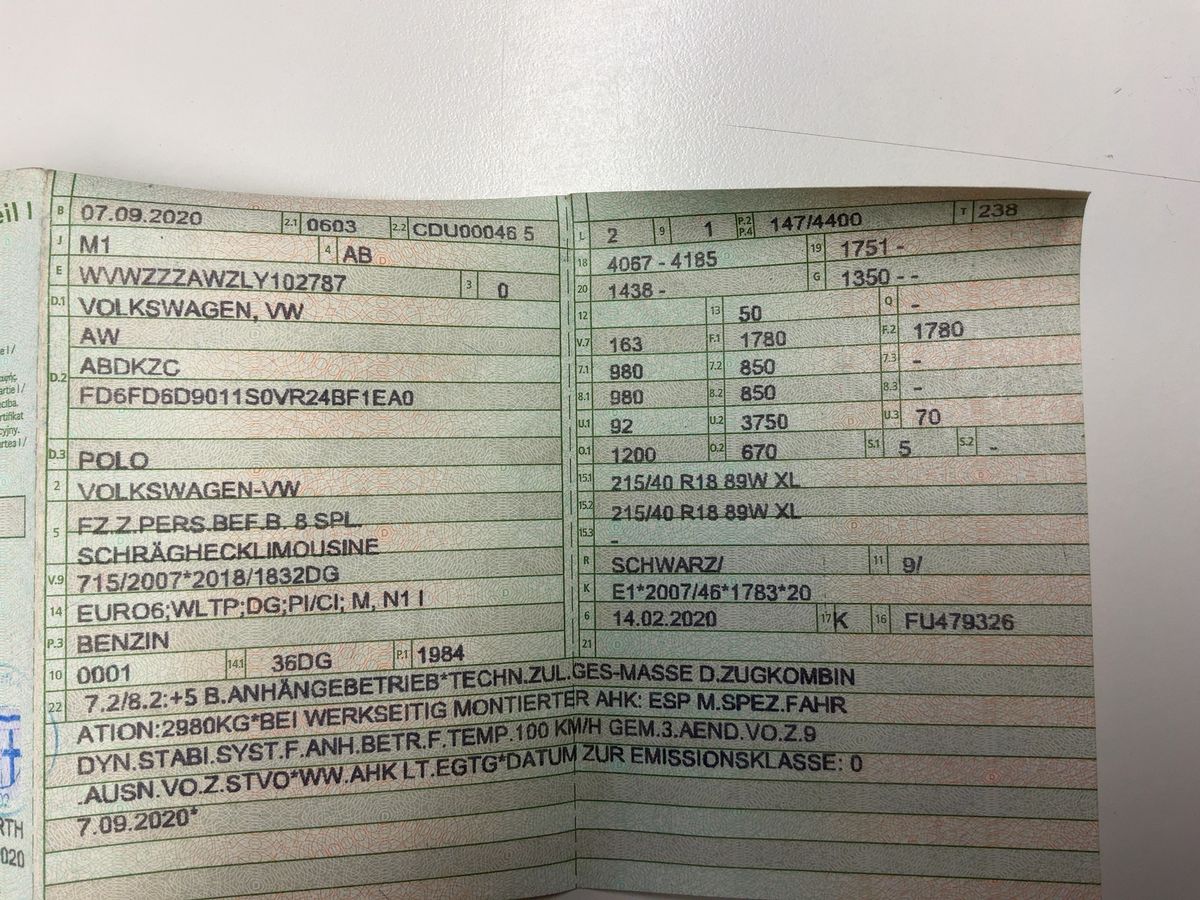 eil I
B 07.09.2020 2.1 0603 2.2 CDU00046 5
J M1 4 AB
E WVWZZZAWZLY102787 3 0
D.1 VOLKSWAGEN, VW
D.2 AW
ABDKZC
FD6FD6D9011S0VR24BF1EA0
D.3 POLO
2 VOLKSWAGEN-VW
5 FZ.Z.PERS.BEF.B. 8 SPL.
SCHRÄGHECKLIMOUSINE
V.9 715/2007*2018/1832DG
14 EURO6;WLTP;DG;PI/CI; M, N1 I
P.3 BENZIN
10 0001 14.1 36DG P.1 1984
L 2 9 1 P.2 P.4 147/4400 T 238
18 4067 - 4185 19 1751 -
20 1438 - G 1350 - -
12 13 50 Q -
V.7 163 F.1 1780 F.2 1780
7.1 980 7.2 850 7.3 -
8.1 980 8.2 850 8.3 -
U.1 92 U.2 3750 U.3 70
O.1 1200 O.2 670 S.1 5 S.2 -
15.1 215/40 R18 89W XL
15.2 215/40 R18 89W XL
15.3 -
R SCHWARZ/ 11 9/
K E1*2007/46*1783*20
6 14.02.2020 17 K 16 FU479326
21
22 7.2/8.2:+5 B.ANHÄNGEBETRIEB*TECHN.ZUL.GES-MASSE D.ZUGKOMBIN
ATION:2980KG*BEI WERKSEITIG MONTIERTER AHK: ESP M.SPEZ.FAHR
DYN.STABI.SYST.F.ANH.BETR.F.TEMP.100 KM/H GEM.3.AEND.VO.Z.9
.AUSN.VO.Z.STVO*WW.AHK LT.EGTG*DATUM ZUR EMISSIONSKLASSE: 0
7.09.2020*
RTH
020